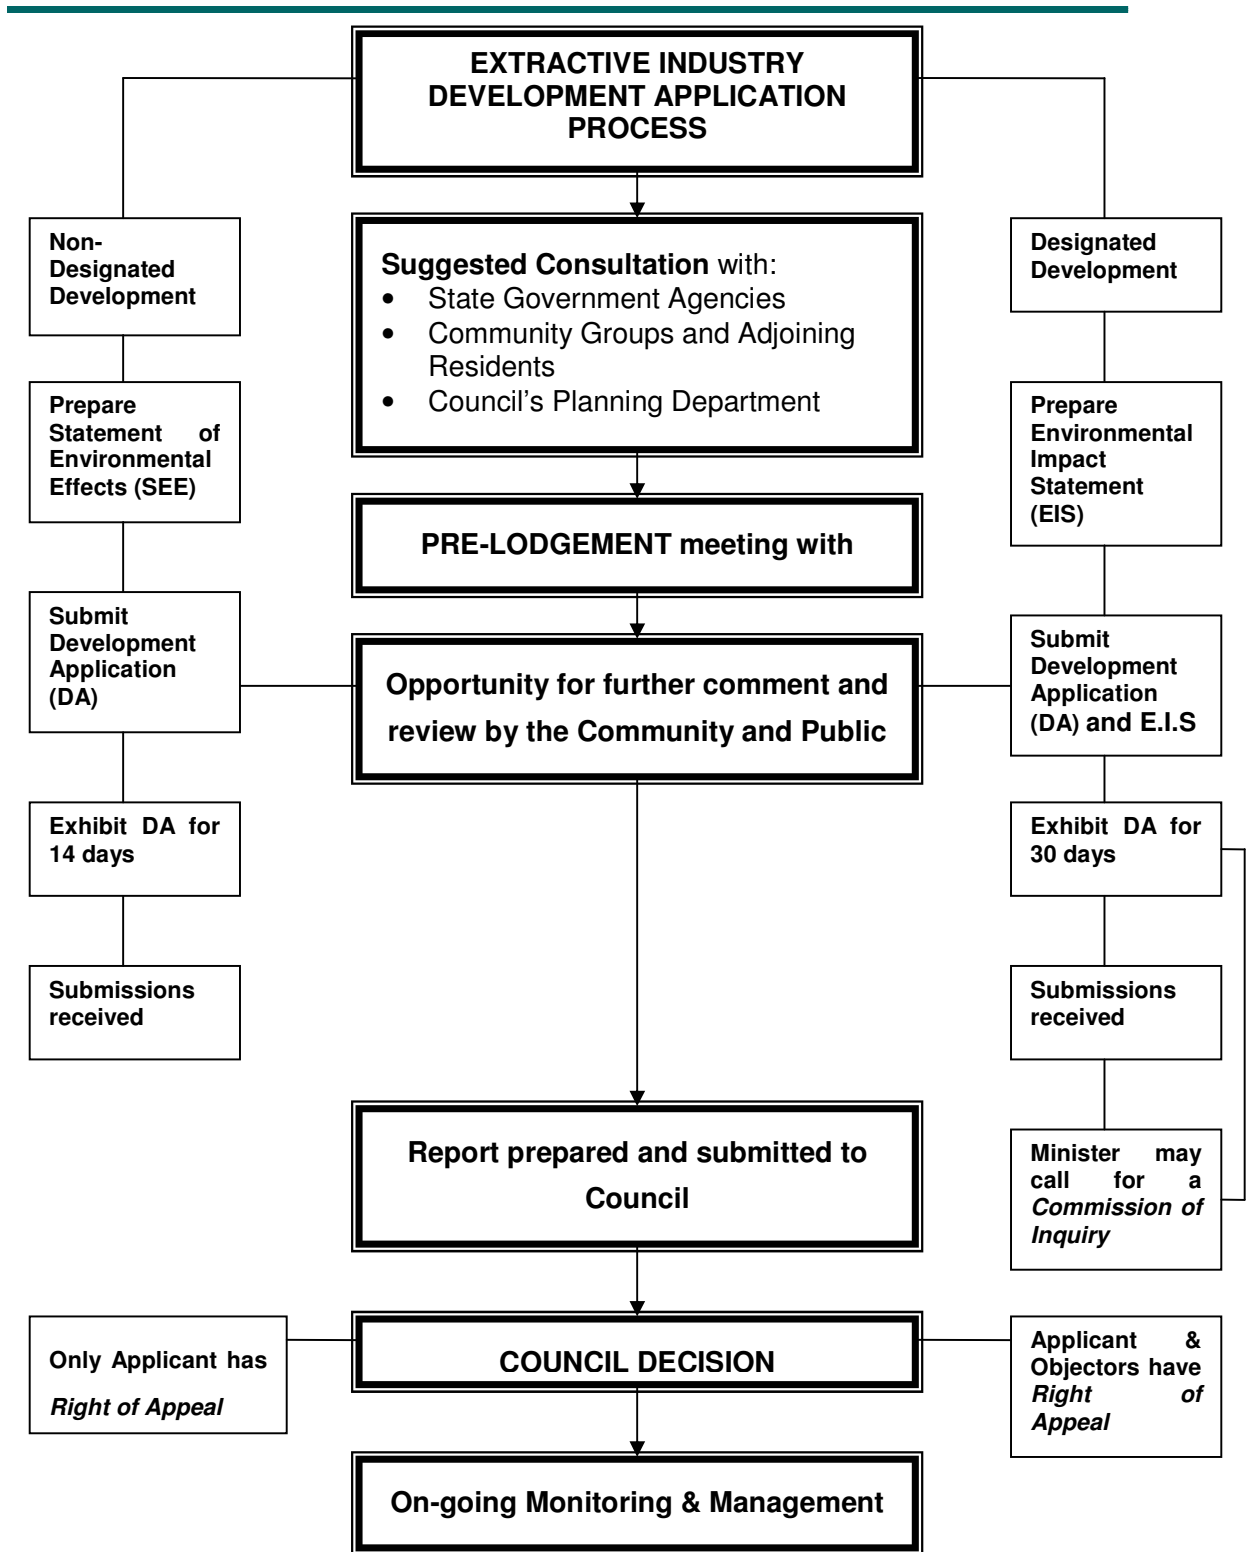 EXTRACTIVE INDUSTRY
DEVELOPMENT APPLICATION
PROCESS
Non-
Designated
Development
Suggested Consultation with:
• State Government Agencies
• Community Groups and Adjoining
Residents
• Council's Planning Department
Designated
Development
Prepare
Statement of
Environmental
Effects (SEE)
Prepare
Environmental
Impact
Statement
(EIS)
PRE-LODGEMENT meeting with
Submit
Development
Application
(DA)
Opportunity for further comment and
review by the Community and Public
Submit
Development
Application
(DA) and E.I.S
Exhibit DA for
14 days
Exhibit DA for
30 days
Submissions
received
Submissions
received
Report prepared and submitted to
Council
Minister may
call for a
Commission of
Inquiry
Only Applicant has
Right of Appeal
COUNCIL DECISION
Applicant &
Objectors have
Right of
Appeal
On-going Monitoring & Management